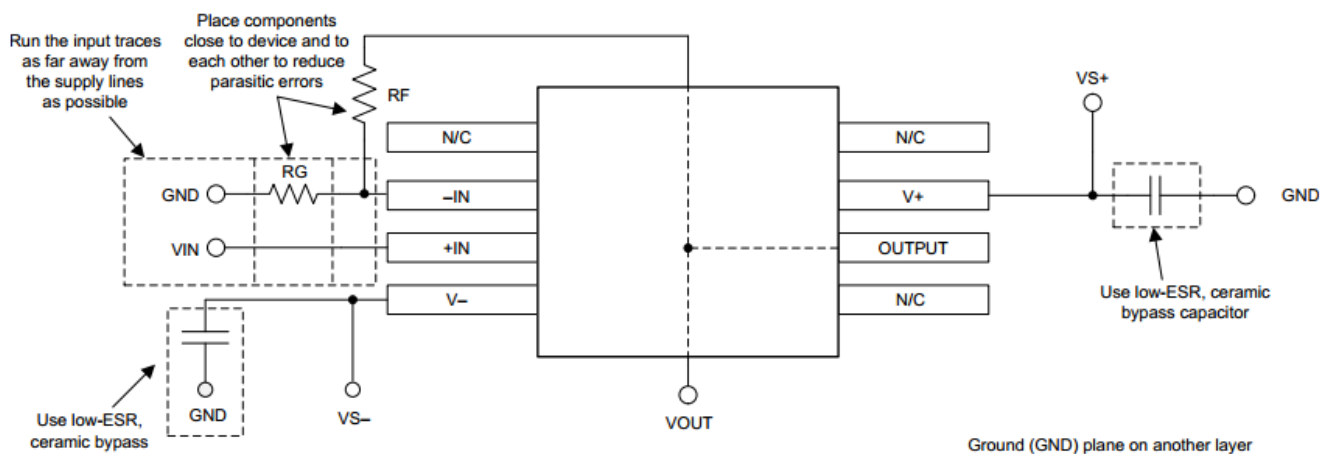 Place components
close to device and to
each other to reduce
parasitic errors
Run the input traces
as far away from
the supply lines
as possible
RF
VS+
N/C
N/C
RG
GND
–IN
V+
GND
VIN
+IN
OUTPUT
V–
N/C
Use low-ESR, ceramic
bypass capacitor
GND
VS–
VOUT
Use low-ESR,
ceramic bypass
Ground (GND) plane on another layer